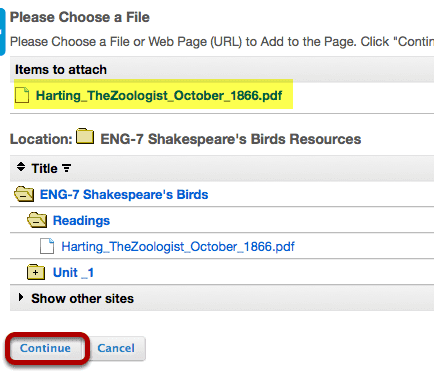 Please Choose a File
Please Choose a File or Web Page (URL) to Add to the Page. Click "Contin
Items to attach
Harting_TheZoologist_October_1866.pdf
Location: ENG-7 Shakespeare's Birds Resources
Title
ENG-7 Shakespeare's Birds
Readings
Harting_TheZoologist_October_1866.pdf
Unit _1
Show other sites
Continue Cancel